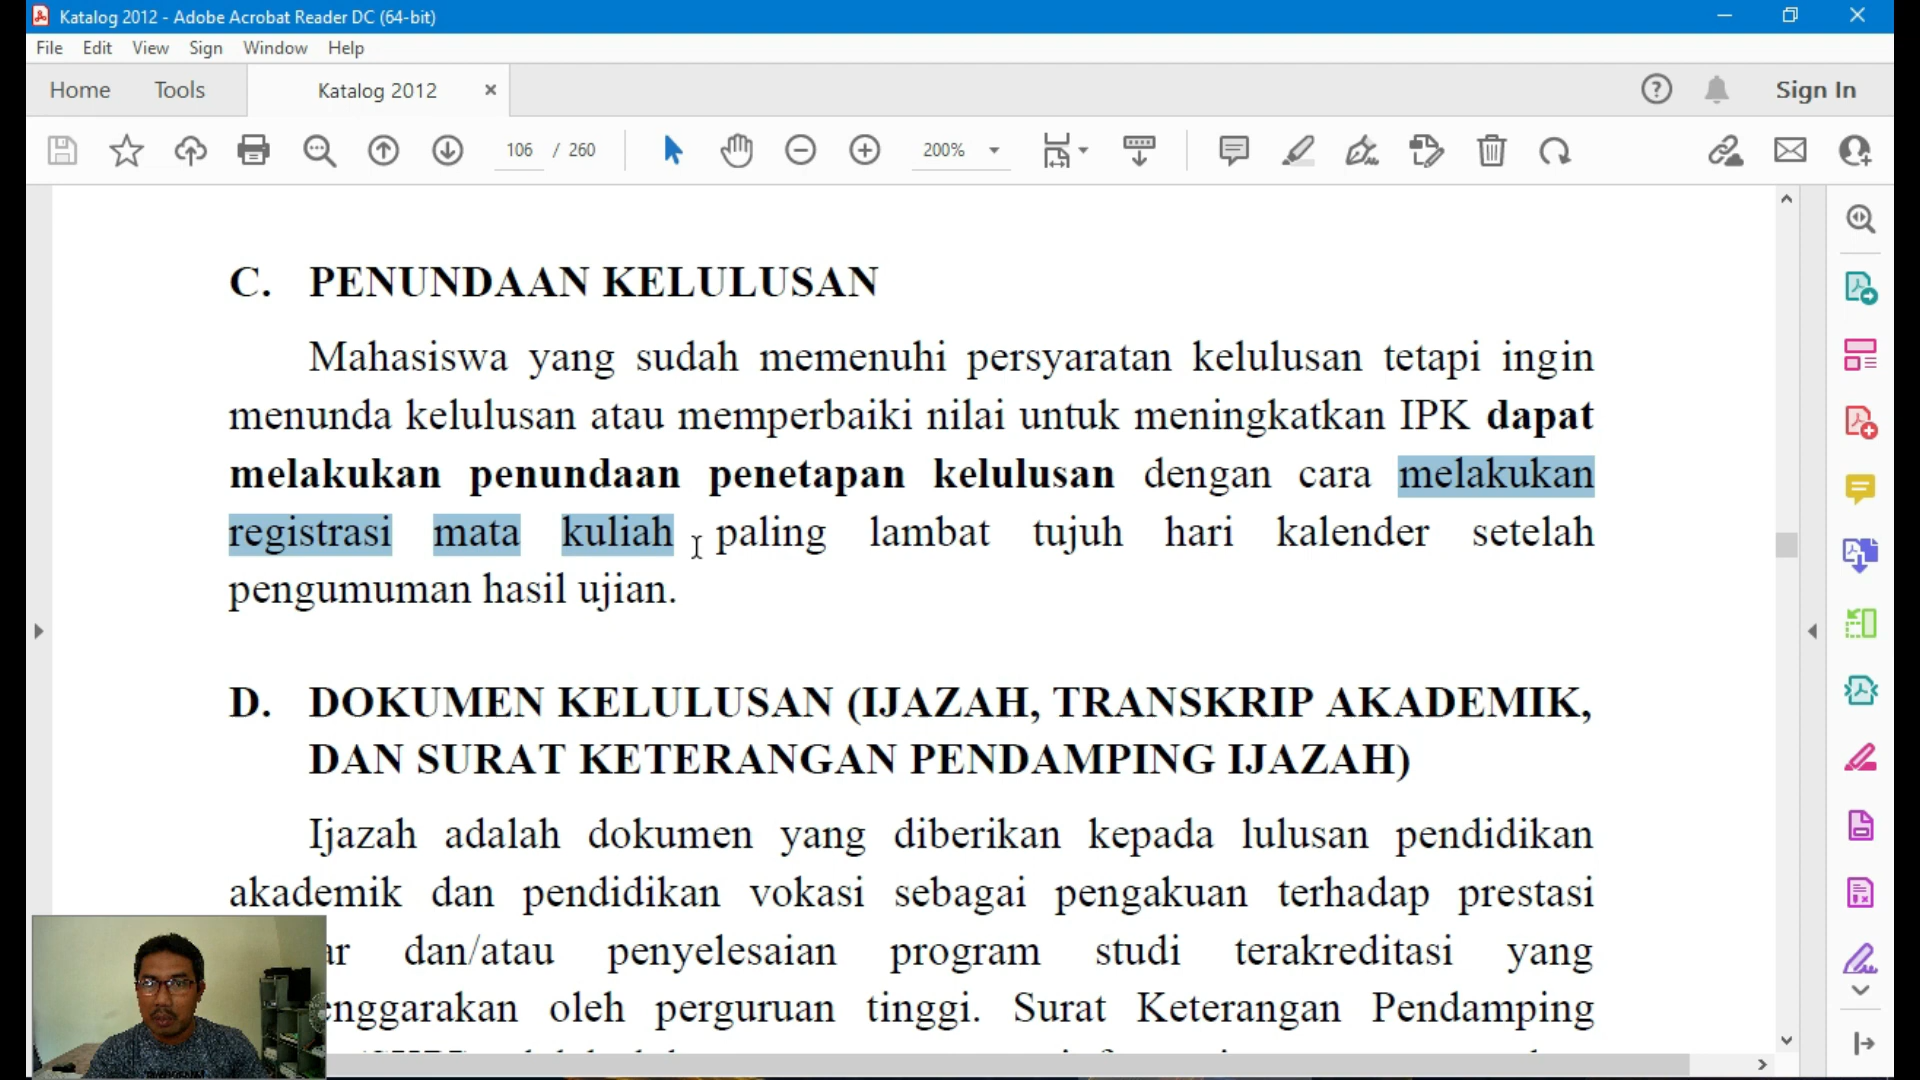 Katalog 2012 - Adobe Acrobat Reader DC (64-bit)
File Edit View Sign Window Help
Home Tools Katalog 2012 Sign In
106 / 260 200%
C. PENUNDAAN KELULUSAN
Mahasiswa yang sudah memenuhi persyaratan kelulusan tetapi ingin
menunda kelulusan atau memperbaiki nilai untuk meningkatkan IPK dapat
melakukan penundaan penetapan kelulusan dengan cara melakukan
registrasi mata kuliah paling lambat tujuh hari kalender setelah
pengumuman hasil ujian.
D. DOKUMEN KELULUSAN (IJAZAH, TRANSKRIP AKADEMIK,
DAN SURAT KETERANGAN PENDAMPING IJAZAH)
Ijazah adalah dokumen yang diberikan kepada lulusan pendidikan
akademik dan pendidikan vokasi sebagai pengakuan terhadap prestasi
dan/atau penyelesaian program studi terakreditasi yang
oleh perguruan tinggi. Surat Keterangan Pendamping